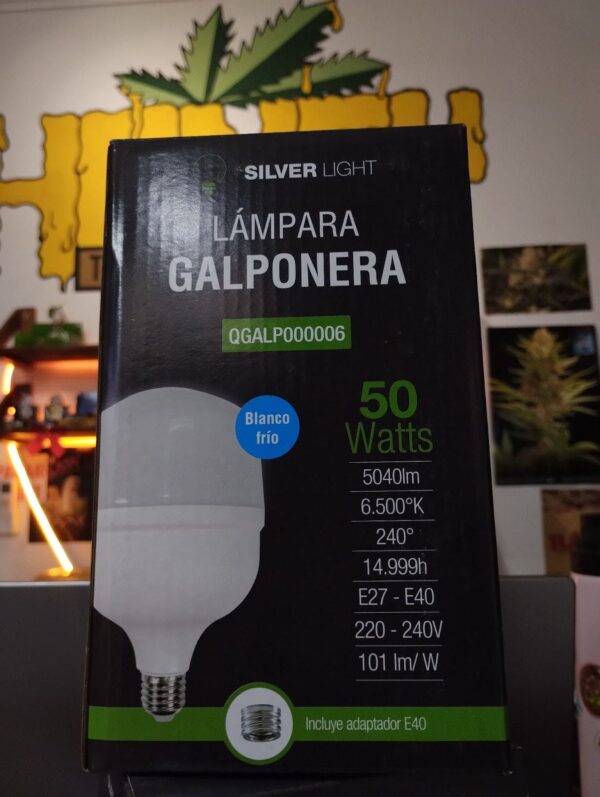 SILVER LIGHT
LÁMPARA
GALPONERA
QGALP000006
Blanco
frío
50
Watts
5040lm
6.500°K
240°
14.999h
E27 - E40
220 - 240V
101 lm/ W
Incluye adaptador E40